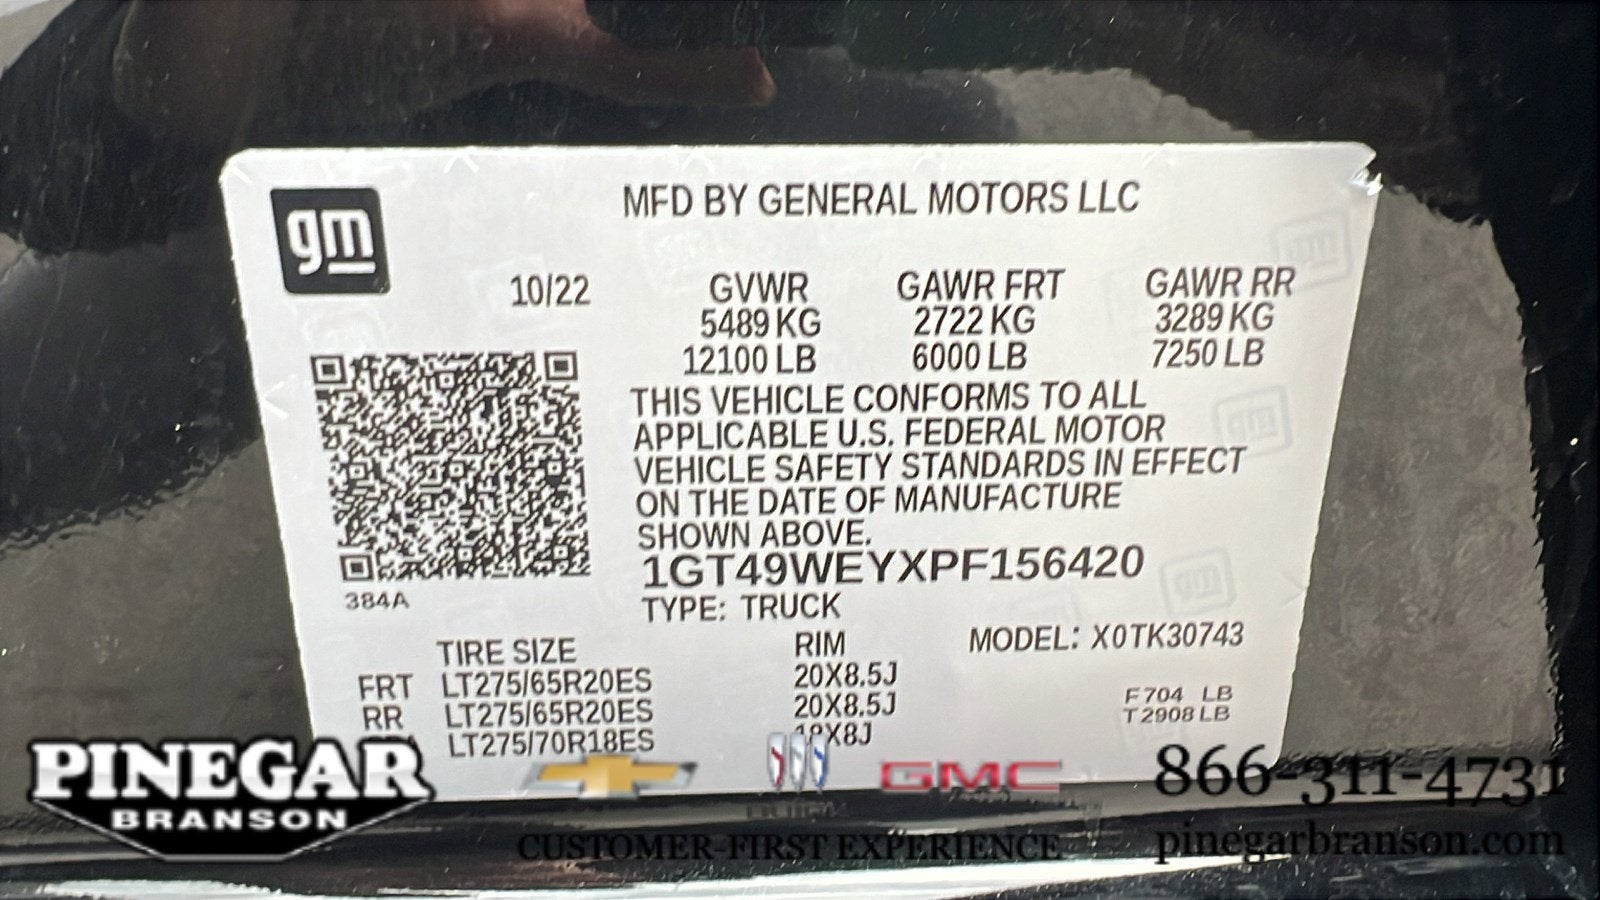 gm
MFD BY GENERAL MOTORS LLC
10/22 GVWR GAWR FRT GAWR RR
5489 KG 2722 KG 3289 KG
12100 LB 6000 LB 7250 LB
THIS VEHICLE CONFORMS TO ALL
APPLICABLE U.S. FEDERAL MOTOR
VEHICLE SAFETY STANDARDS IN EFFECT
ON THE DATE OF MANUFACTURE
SHOWN ABOVE.
1GT49WEYXPF156420
384A
TYPE: TRUCK
TIRE SIZE RIM MODEL: X0TK30743
FRT LT275/65R20ES 20X8.5J
RR LT275/65R20ES 20X8.5J
LT275/70R18ES 18X8J
F704 LB
T2908 LB
PINEGAR
BRANSON
GMC
CUSTOMER-FIRST EXPERIENCE
866-311-4731
pinegarbranson.com